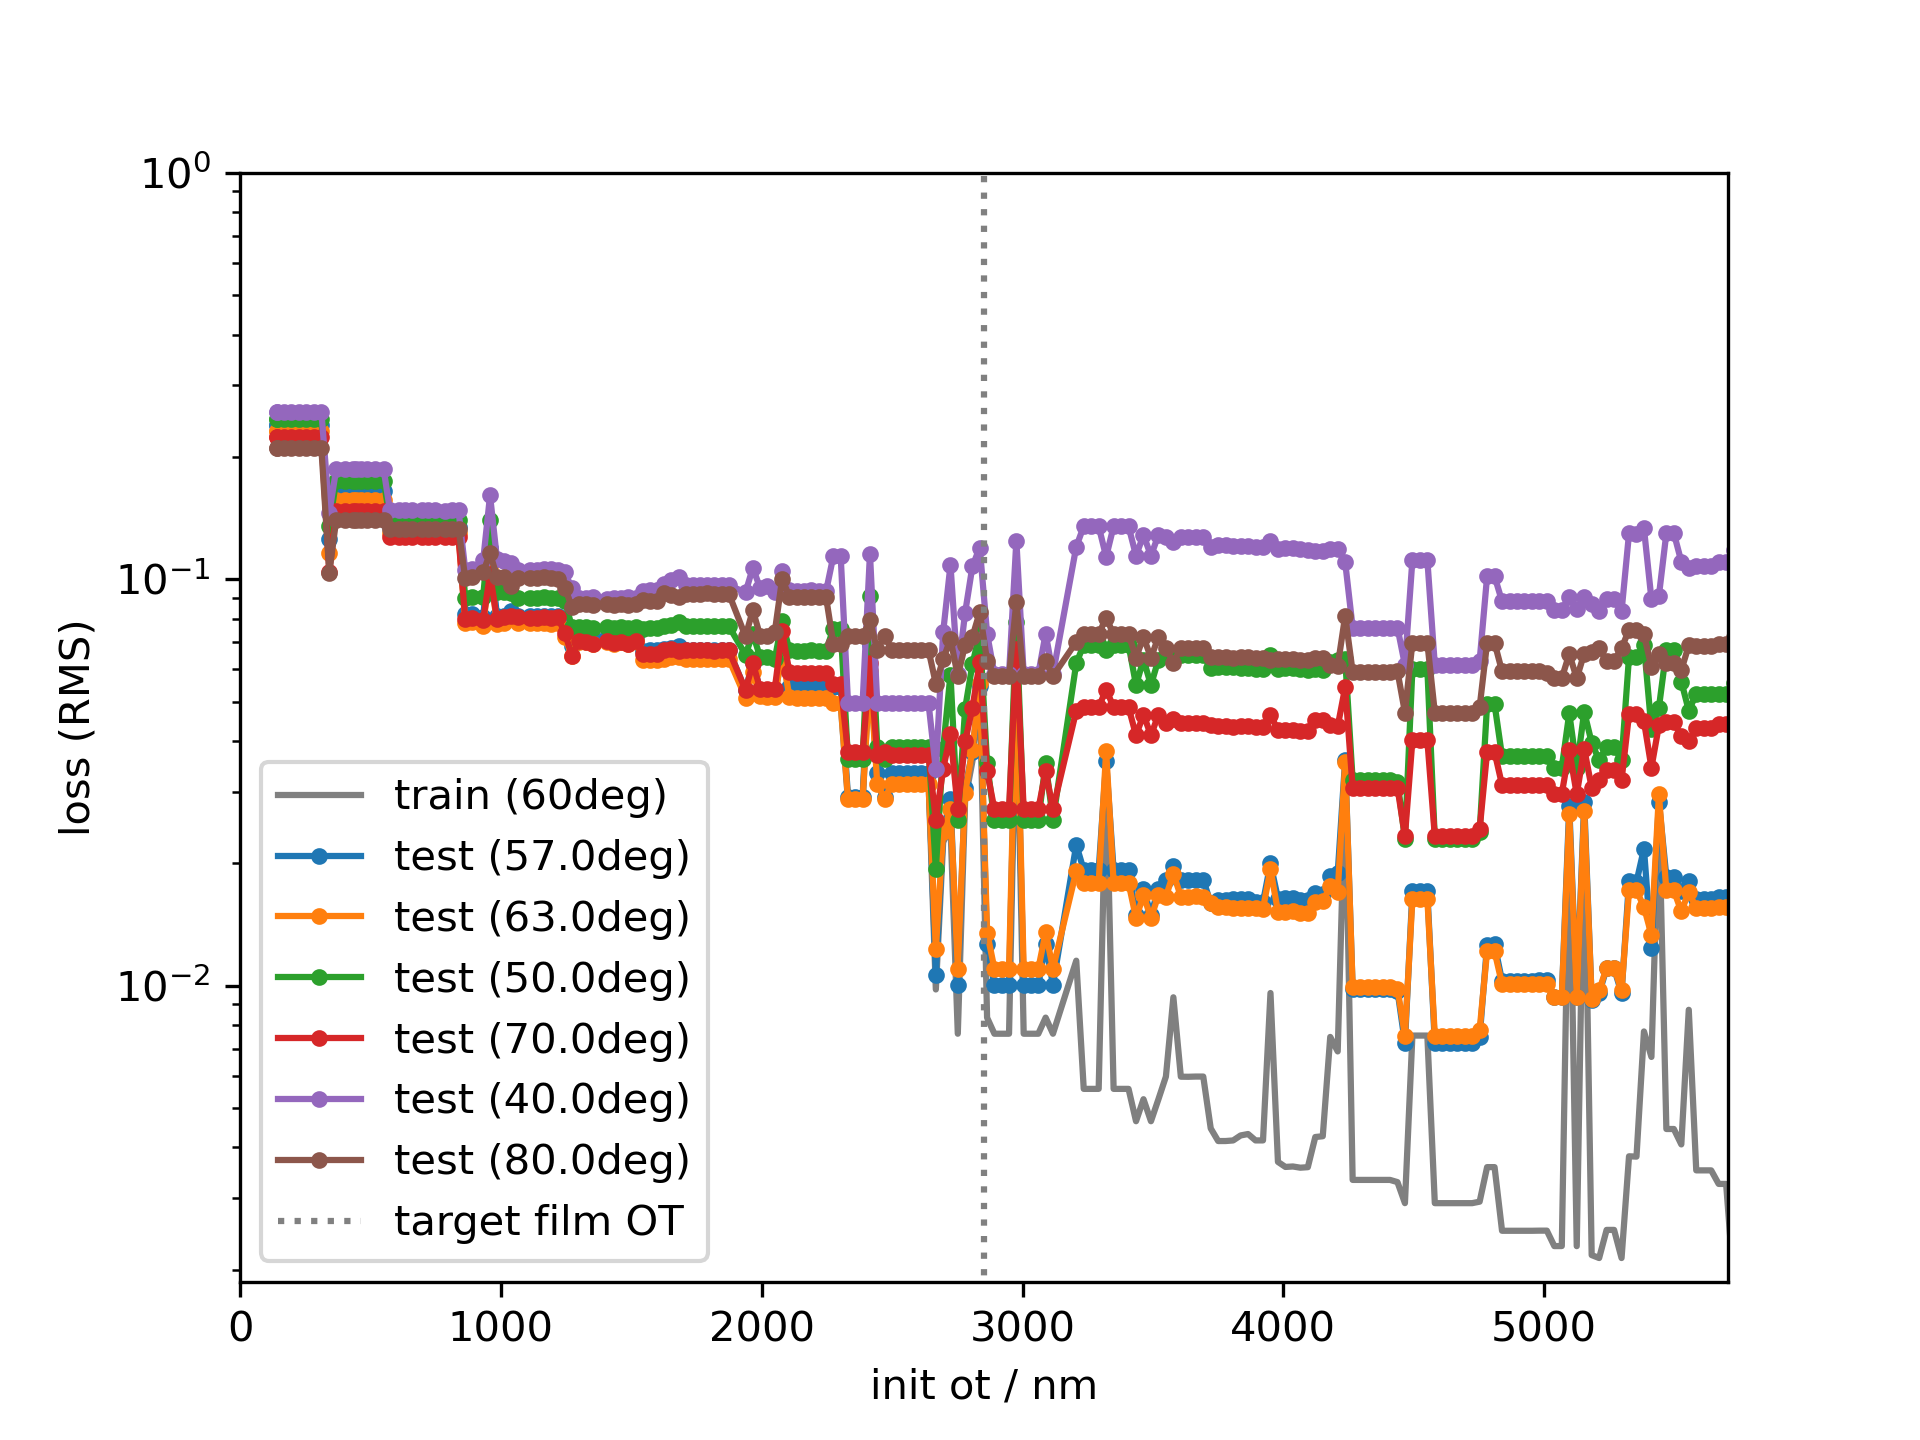 10⁰
10⁻¹
10⁻²
loss (RMS)
train (60deg)
test (57.0deg)
test (63.0deg)
test (50.0deg)
test (70.0deg)
test (40.0deg)
test (80.0deg)
target film OT
0 1000 2000 3000 4000 5000
init ot / nm